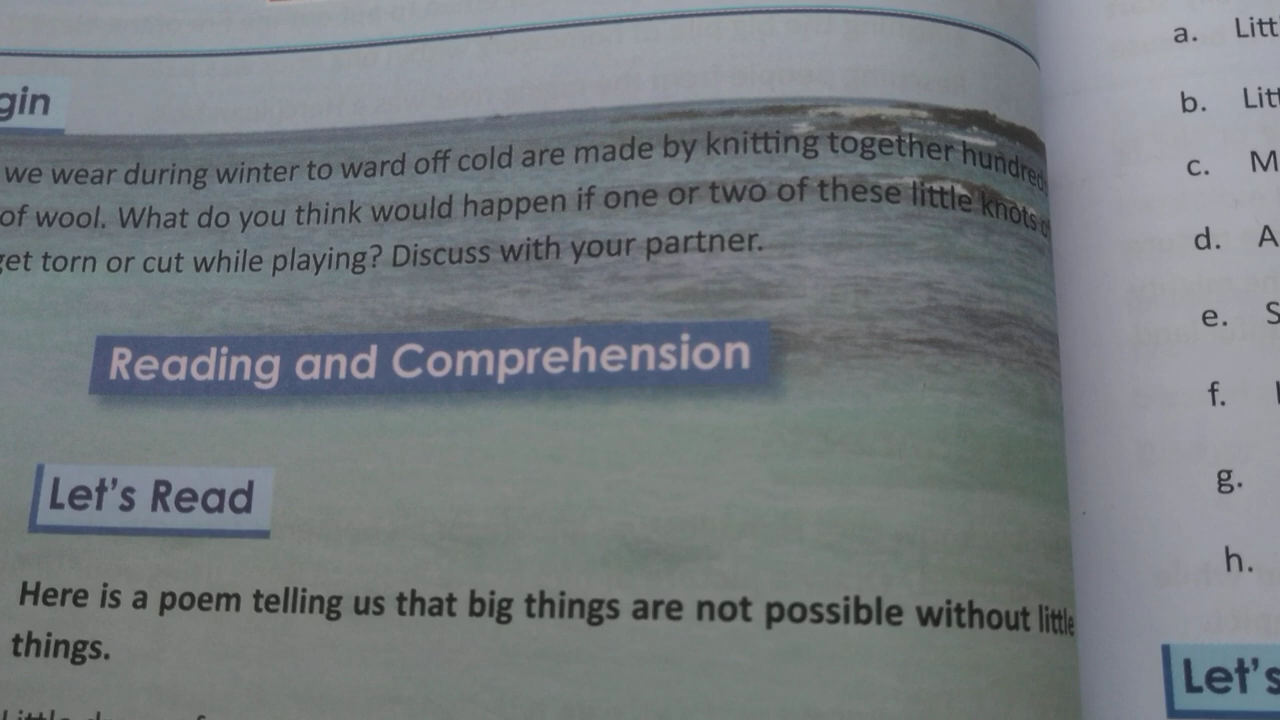 gin
we wear during winter to ward off cold are made by knitting together hundred
of wool. What do you think would happen if one or two of these little knots
get torn or cut while playing? Discuss with your partner.
Reading and Comprehension
Let's Read
Here is a poem telling us that big things are not possible without little
things.
a. Litt
b. Litt
c. M
d. A
e. S
f.
g.
h.
Let's